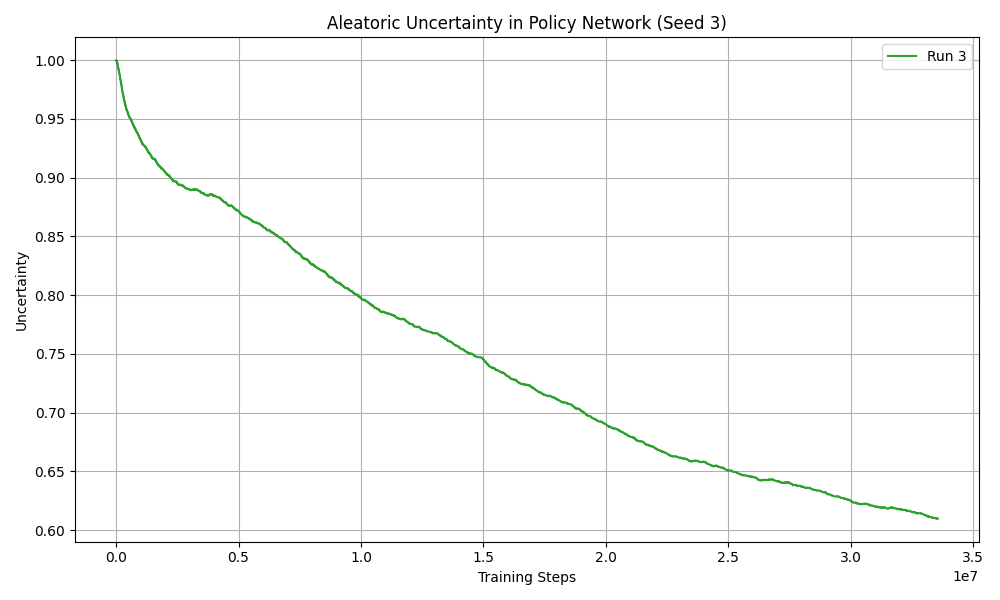 Aleatoric Uncertainty in Policy Network (Seed 3)
Run 3
Uncertainty
1.00
0.95
0.90
0.85
0.80
0.75
0.70
0.65
0.60
0.0 0.5 1.0 1.5 2.0 2.5 3.0 3.5
1e7
Training Steps